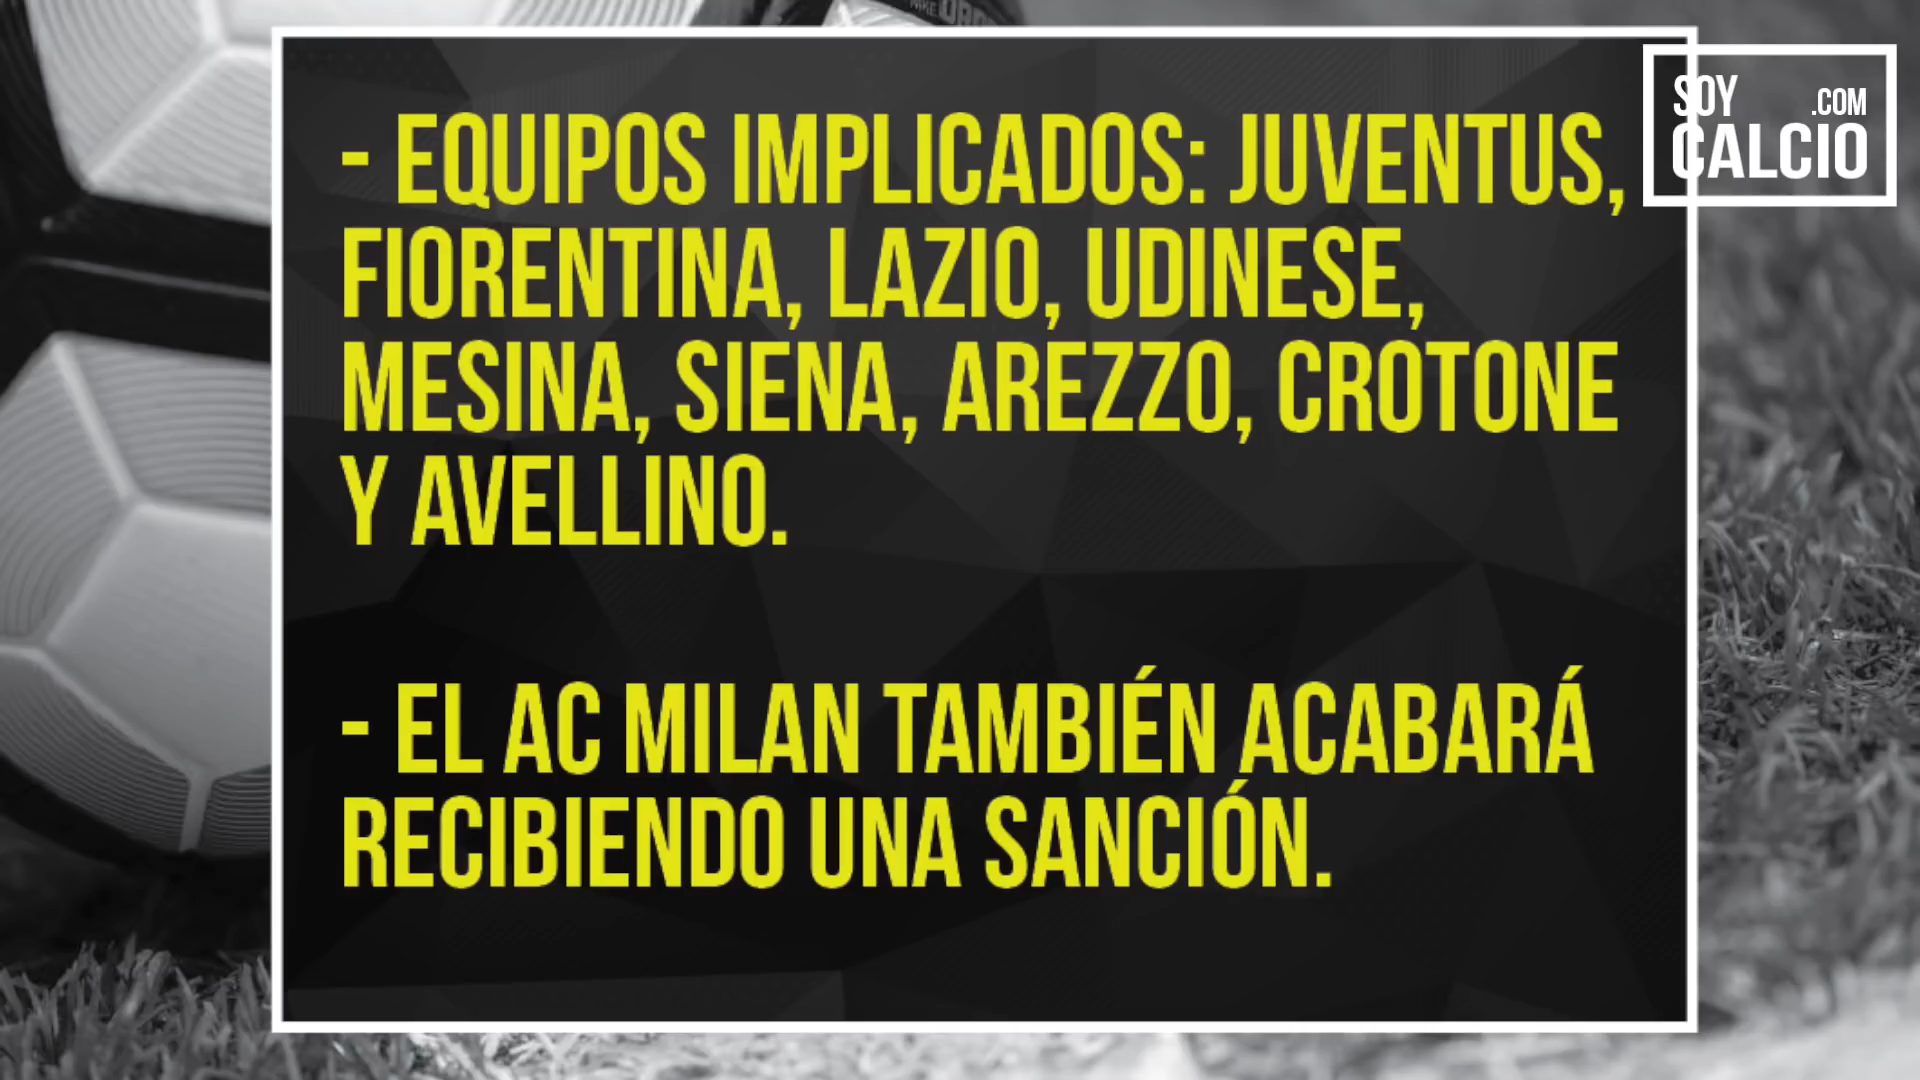 - EQUIPOS IMPLICADOS: JUVENTUS,
FIORENTINA, LAZIO, UDINESE,
MESINA, SIENA, AREZZO, CROTONE
Y AVELLINO.
- EL AC MILAN TAMBIÉN ACABARÁ
RECIBIENDO UNA SANCIÓN.
SOY .COM
CALCIO